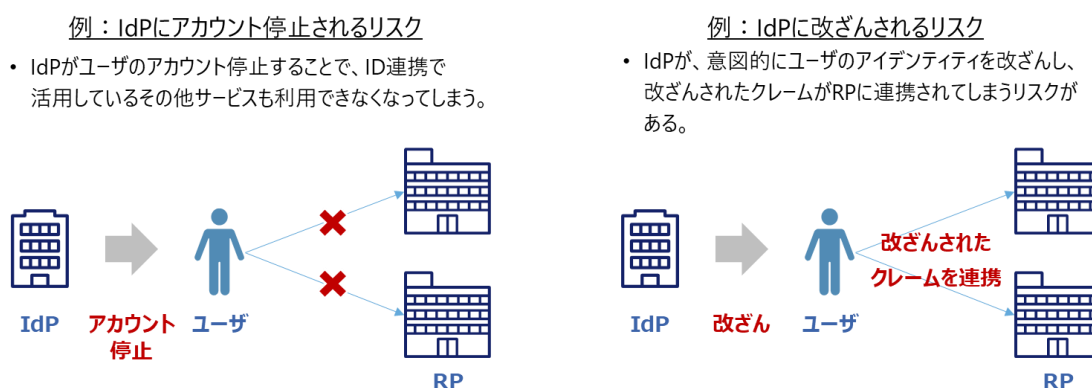 例：IdPにアカウント停止されるリスク
• IdPがユーザのアカウント停止することで、ID連携で
活用しているその他サービスも利用できなくなってしまう。
IdP
アカウント
停止
ユーザ
RP
例：IdPに改ざんされるリスク
• IdPが、意図的にユーザのアイデンティティを改ざんし、
改ざんされたクレームがRPに連携されてしまうリスクが
ある。
改ざんされた
クレームを連携
IdP
改ざん
ユーザ
RP